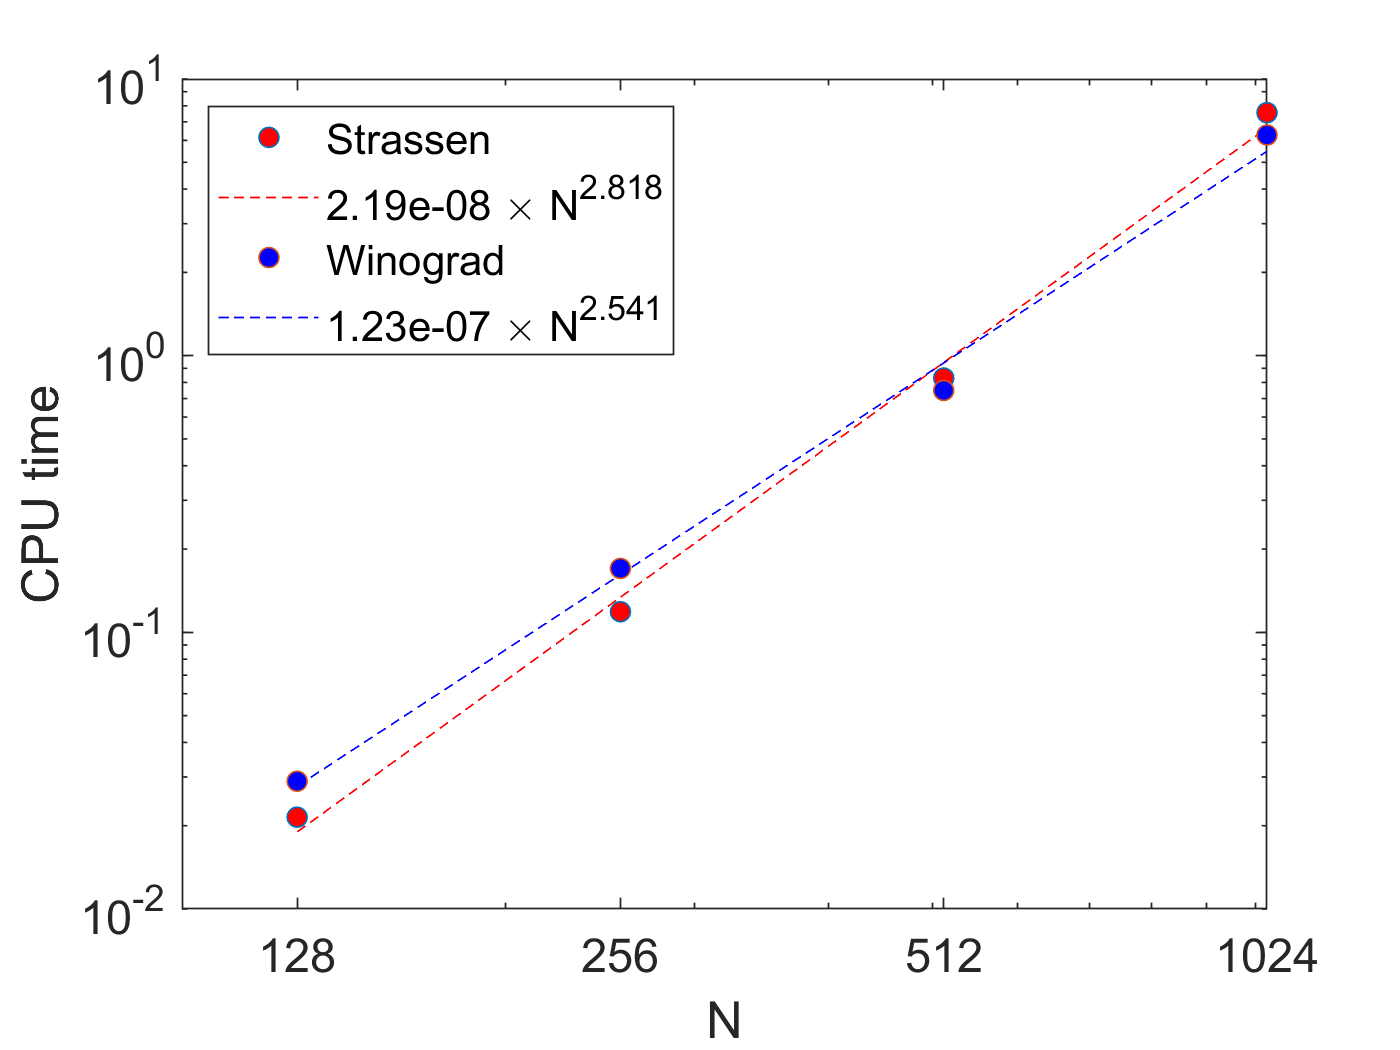 10^1
Strassen
2.19e-08 × N^2.818
Winograd
1.23e-07 × N^2.541
10^0
CPU time
10^-1
10^-2
128 256 512 1024
N